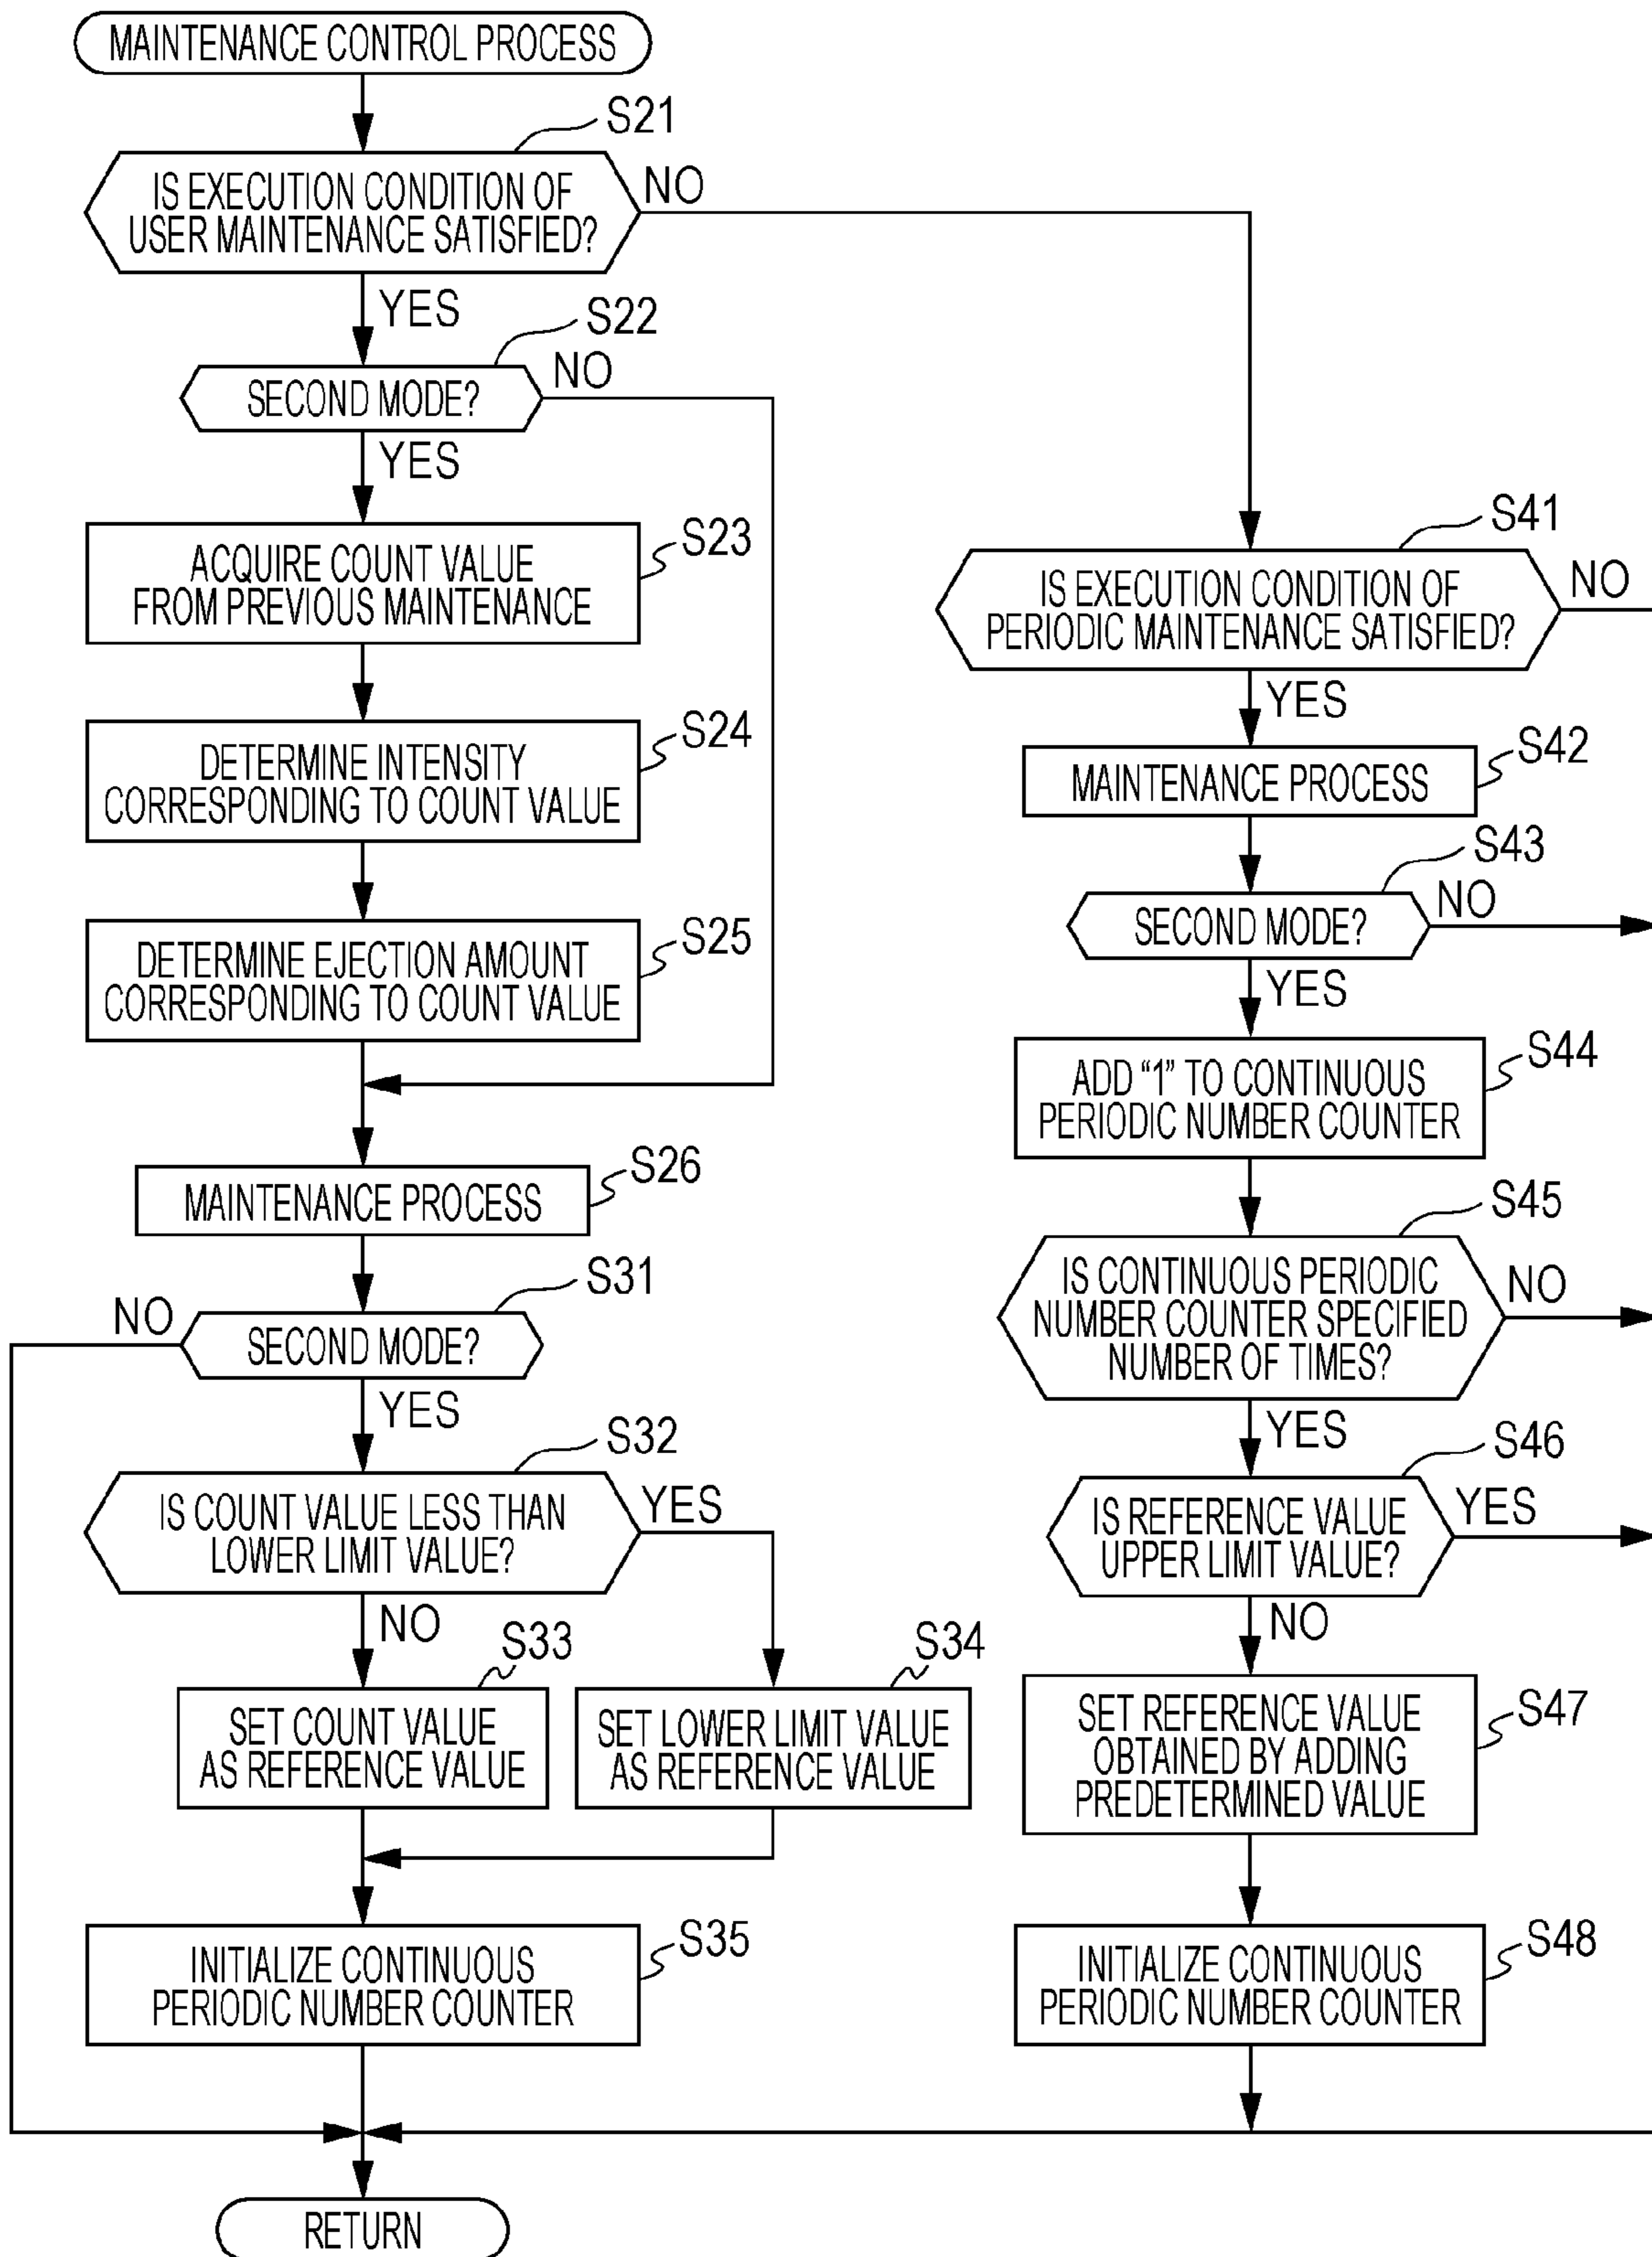 MAINTENANCE CONTROL PROCESS
S21
IS EXECUTION CONDITION OF
USER MAINTENANCE SATISFIED?
NO
YES
S22
SECOND MODE?
NO
YES
S23
ACQUIRE COUNT VALUE
FROM PREVIOUS MAINTENANCE
S24
DETERMINE INTENSITY
CORRESPONDING TO COUNT VALUE
S25
DETERMINE EJECTION AMOUNT
CORRESPONDING TO COUNT VALUE
S26
MAINTENANCE PROCESS
S31
NO
SECOND MODE?
YES
S32
IS COUNT VALUE LESS THAN
LOWER LIMIT VALUE?
YES
NO
S33
SET COUNT VALUE
AS REFERENCE VALUE
S34
SET LOWER LIMIT VALUE
AS REFERENCE VALUE
S35
INITIALIZE CONTINUOUS
PERIODIC NUMBER COUNTER
S41
IS EXECUTION CONDITION OF
PERIODIC MAINTENANCE SATISFIED?
NO
YES
S42
MAINTENANCE PROCESS
S43
SECOND MODE?
NO
YES
S44
ADD “1” TO CONTINUOUS
PERIODIC NUMBER COUNTER
S45
IS CONTINUOUS PERIODIC
NUMBER COUNTER SPECIFIED
NUMBER OF TIMES?
NO
YES
S46
IS REFERENCE VALUE
UPPER LIMIT VALUE?
YES
NO
S47
SET REFERENCE VALUE
OBTAINED BY ADDING
PREDETERMINED VALUE
S48
INITIALIZE CONTINUOUS
PERIODIC NUMBER COUNTER
RETURN